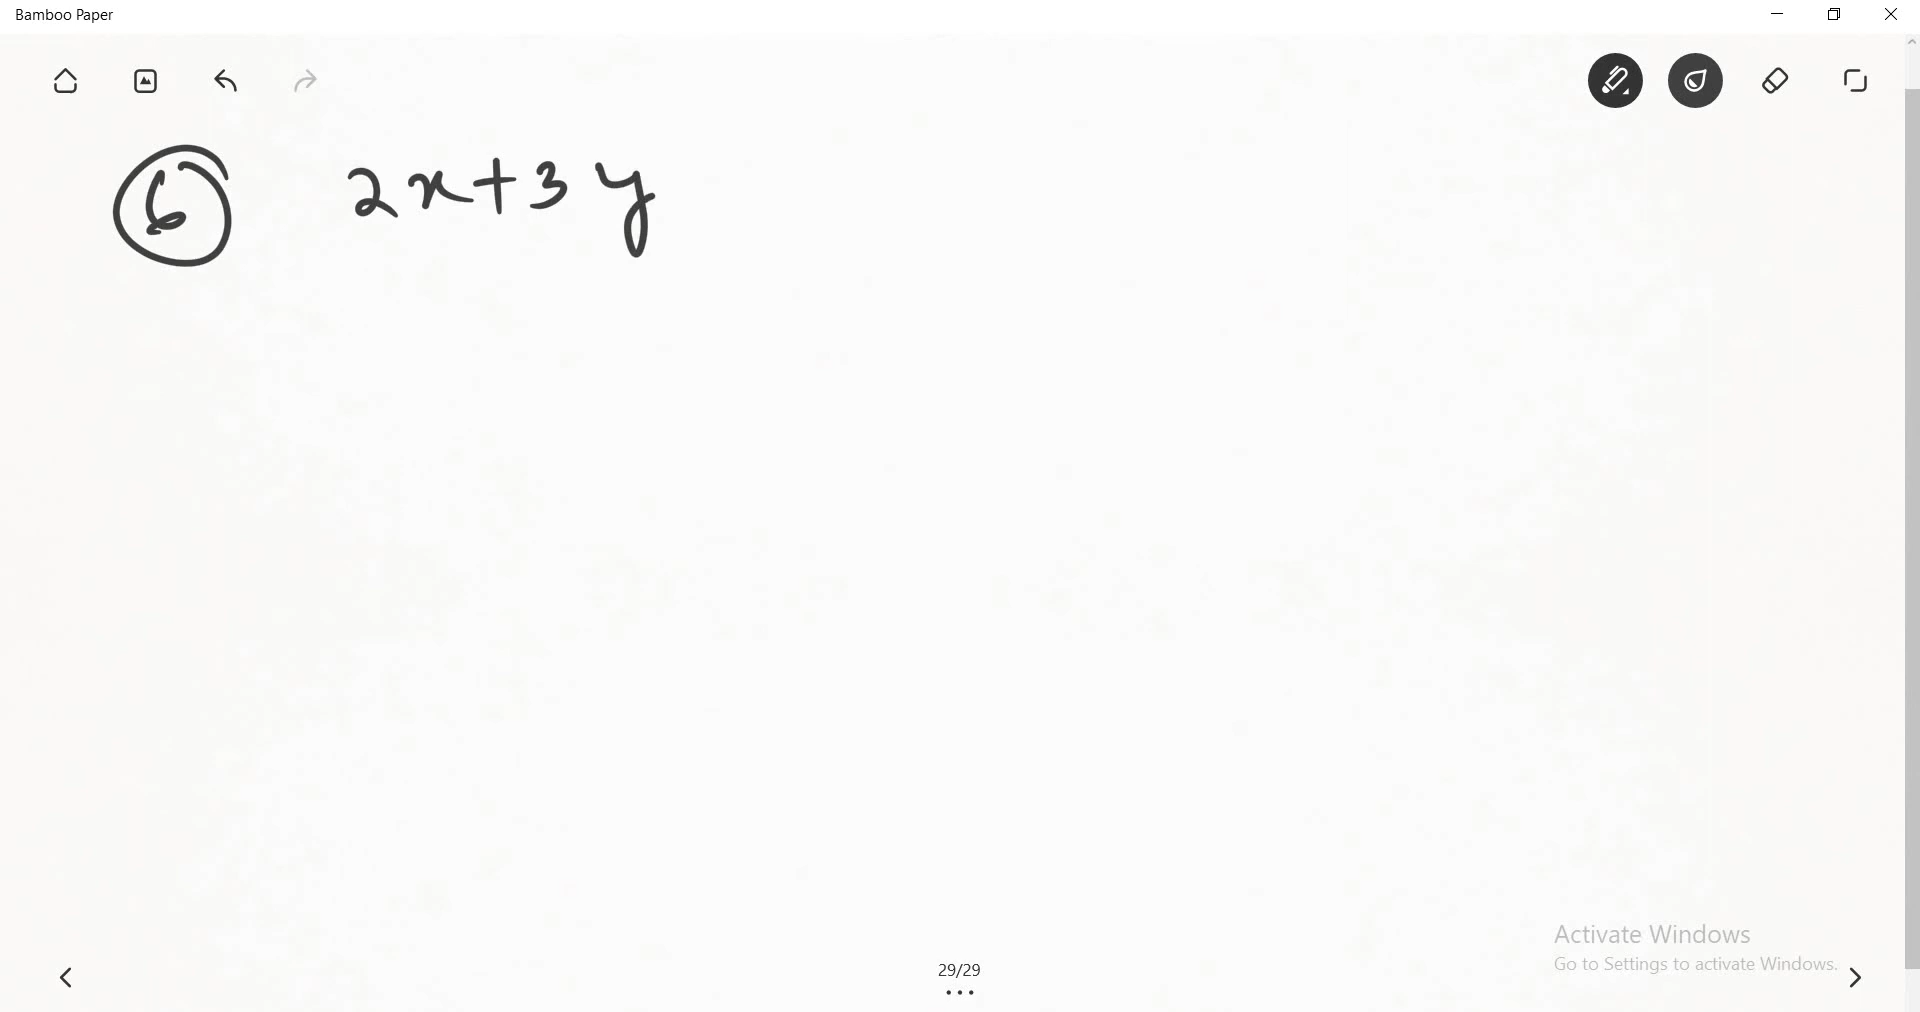 Bamboo Paper
6 2x+3y
Activate Windows
Go to Settings to activate Windows.
29/29